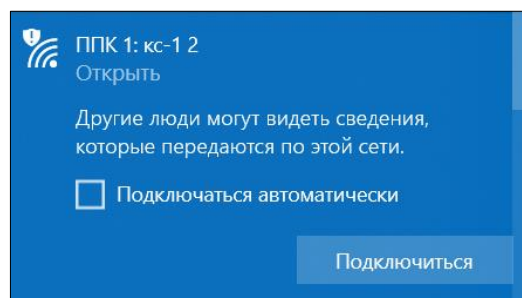 ППК 1: кс-1 2
Открыть
Другие люди могут видеть сведения,
которые передаются по этой сети.
Подключаться автоматически
Подключиться